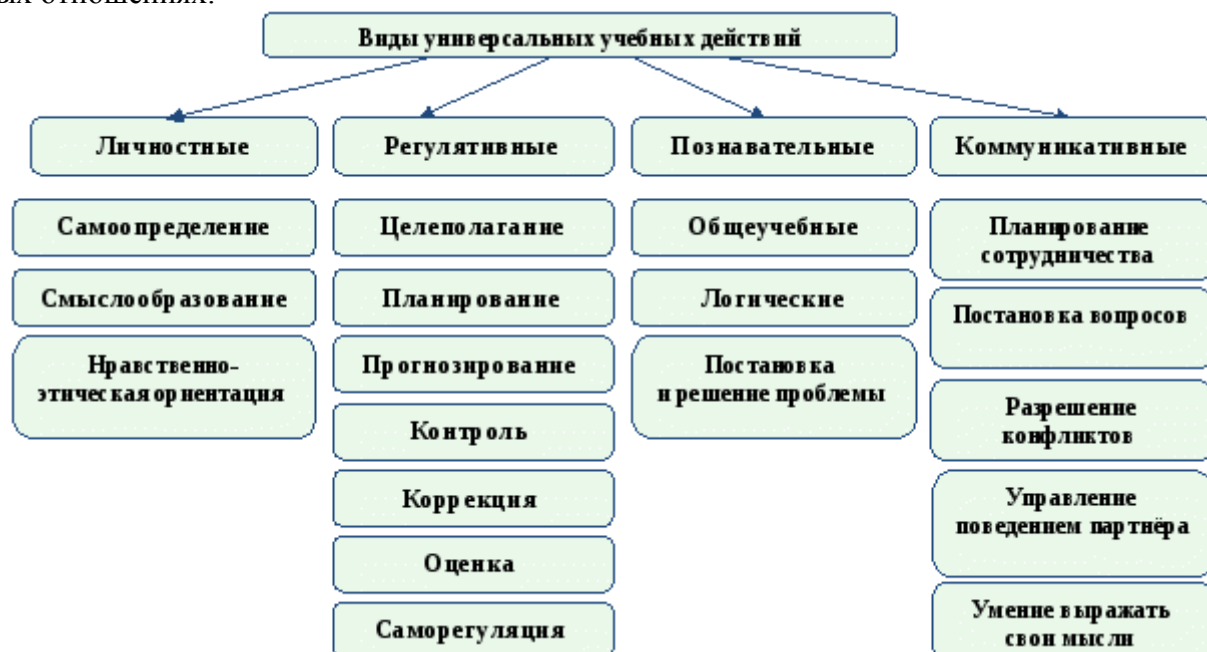 ых отношениях.
Виды универсальных учебных действий
Личностные
Регулятивные
Познавательные
Коммуникативные
Самоопределение
Смыслообразование
Нравственно-
этическая ориентация
Целеполагание
Планирование
Прогнозирование
Контроль
Коррекция
Оценка
Саморегуляция
Общеучебные
Логические
Постановка
и решение проблемы
Планирование
сотрудничества
Постановка вопросов
Разрешение
конфликтов
Управление
поведением партнёра
Умение выражать
свои мысли